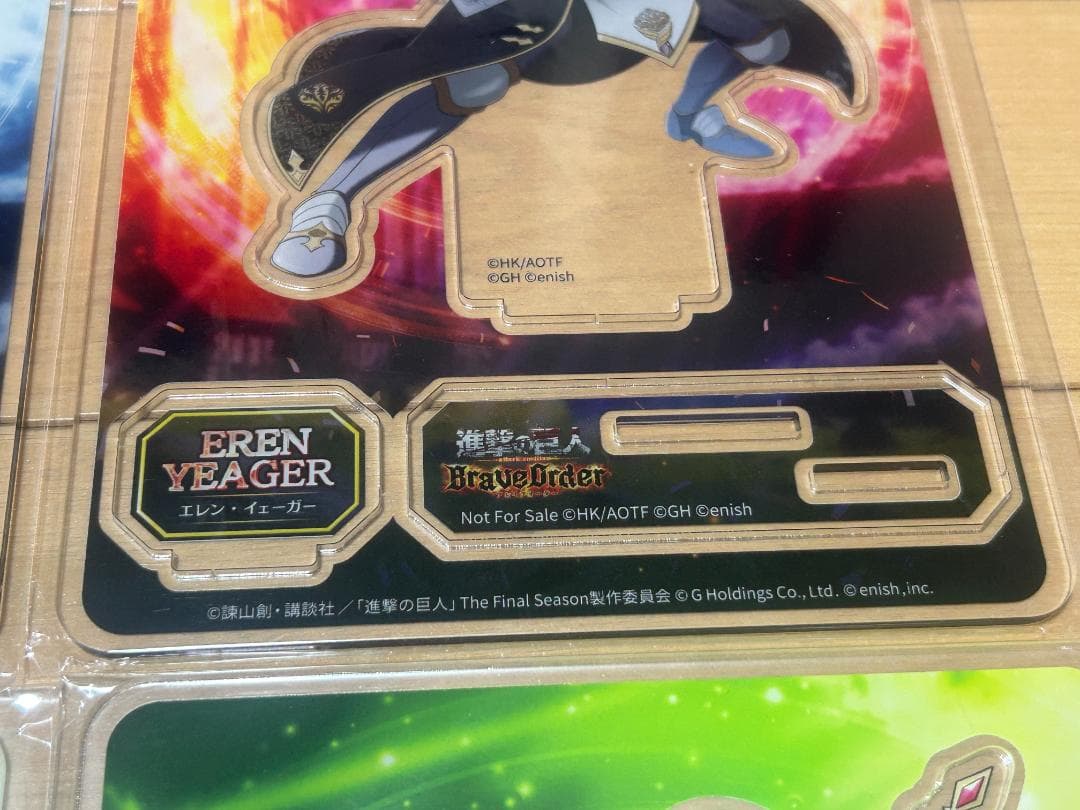 ©HK/AOTF
©GH ©enish
EREN
YEAGER
エレン・イェーガー
進撃の巨人
BraveOrder
Not For Sale ©HK/AOTF ©GH ©enish
©諫山創・講談社／「進撃の巨人」The Final Season製作委員会 © G Holdings Co., Ltd. © enish,inc.